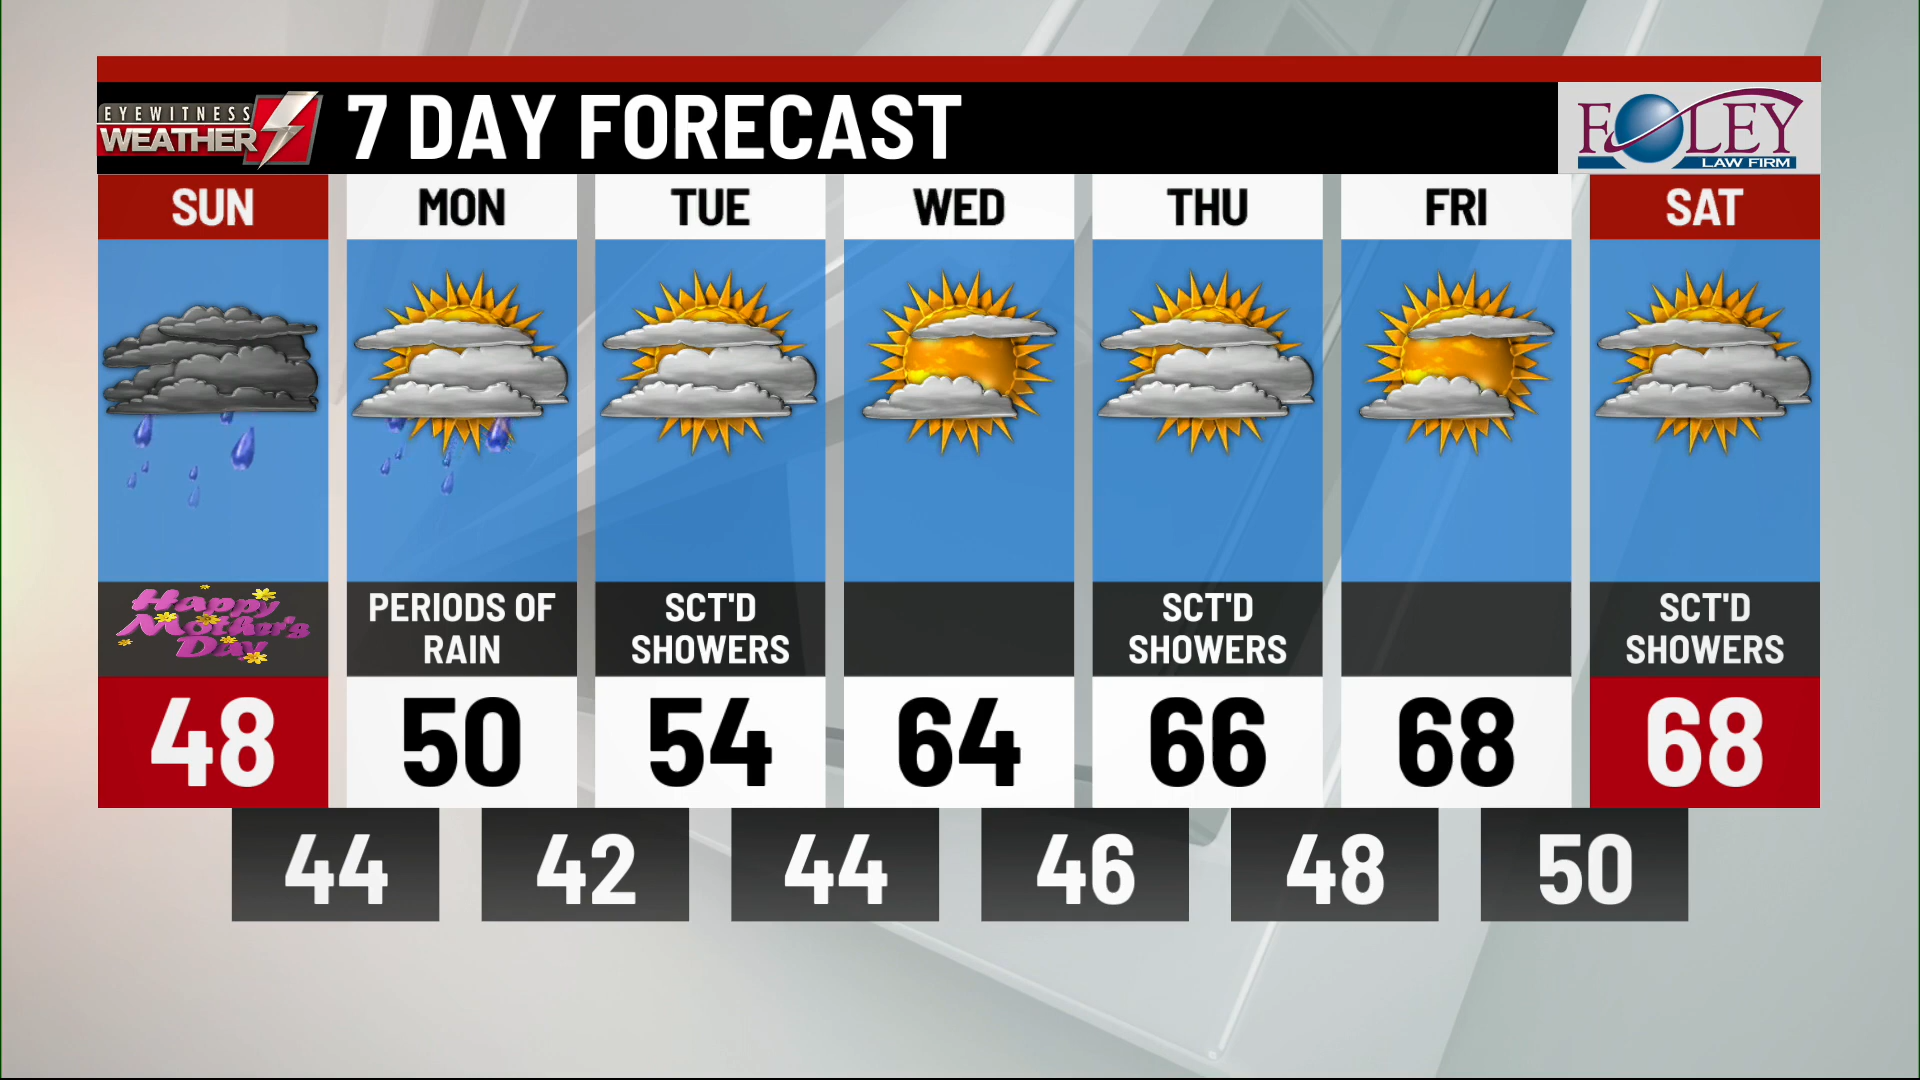 EYEWITNESS
WEATHER
7 DAY FORECAST
FOLEY
LAW FIRM
SUN
MON
TUE
WED
THU
FRI
SAT
Happy
Mother's
Day
PERIODS OF
RAIN
SCT'D
SHOWERS
SCT'D
SHOWERS
SCT'D
SHOWERS
48
50
54
64
66
68
68
44
42
44
46
48
50